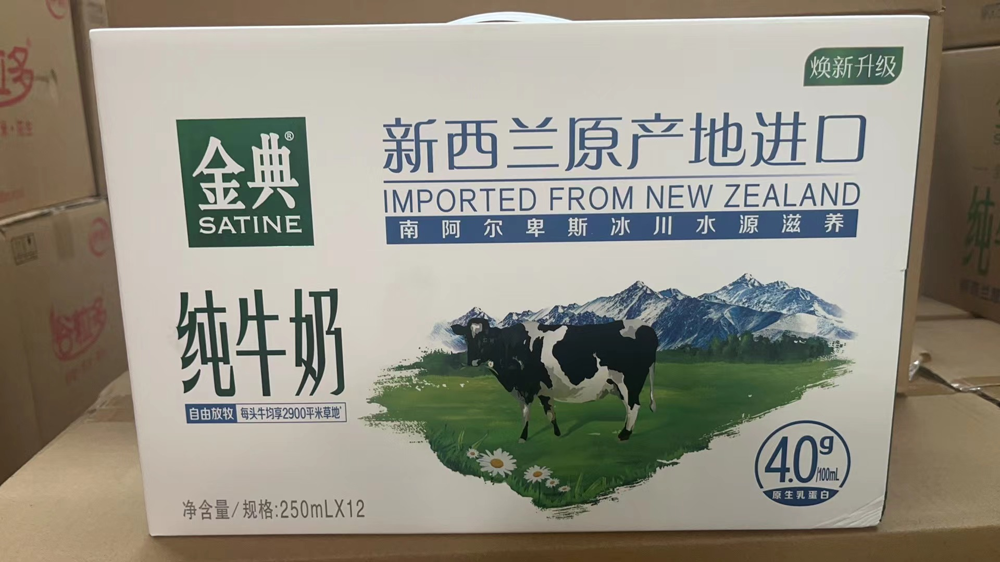 焕新升级
金典®
SATINE
新西兰原产地进口
IMPORTED FROM NEW ZEALAND
南阿尔卑斯冰川水源滋养
纯牛奶
自由放牧 每头牛均享2900平米草地*
4.0g/100mL
原生乳蛋白
净含量/规格:250mLX12
哈粒多